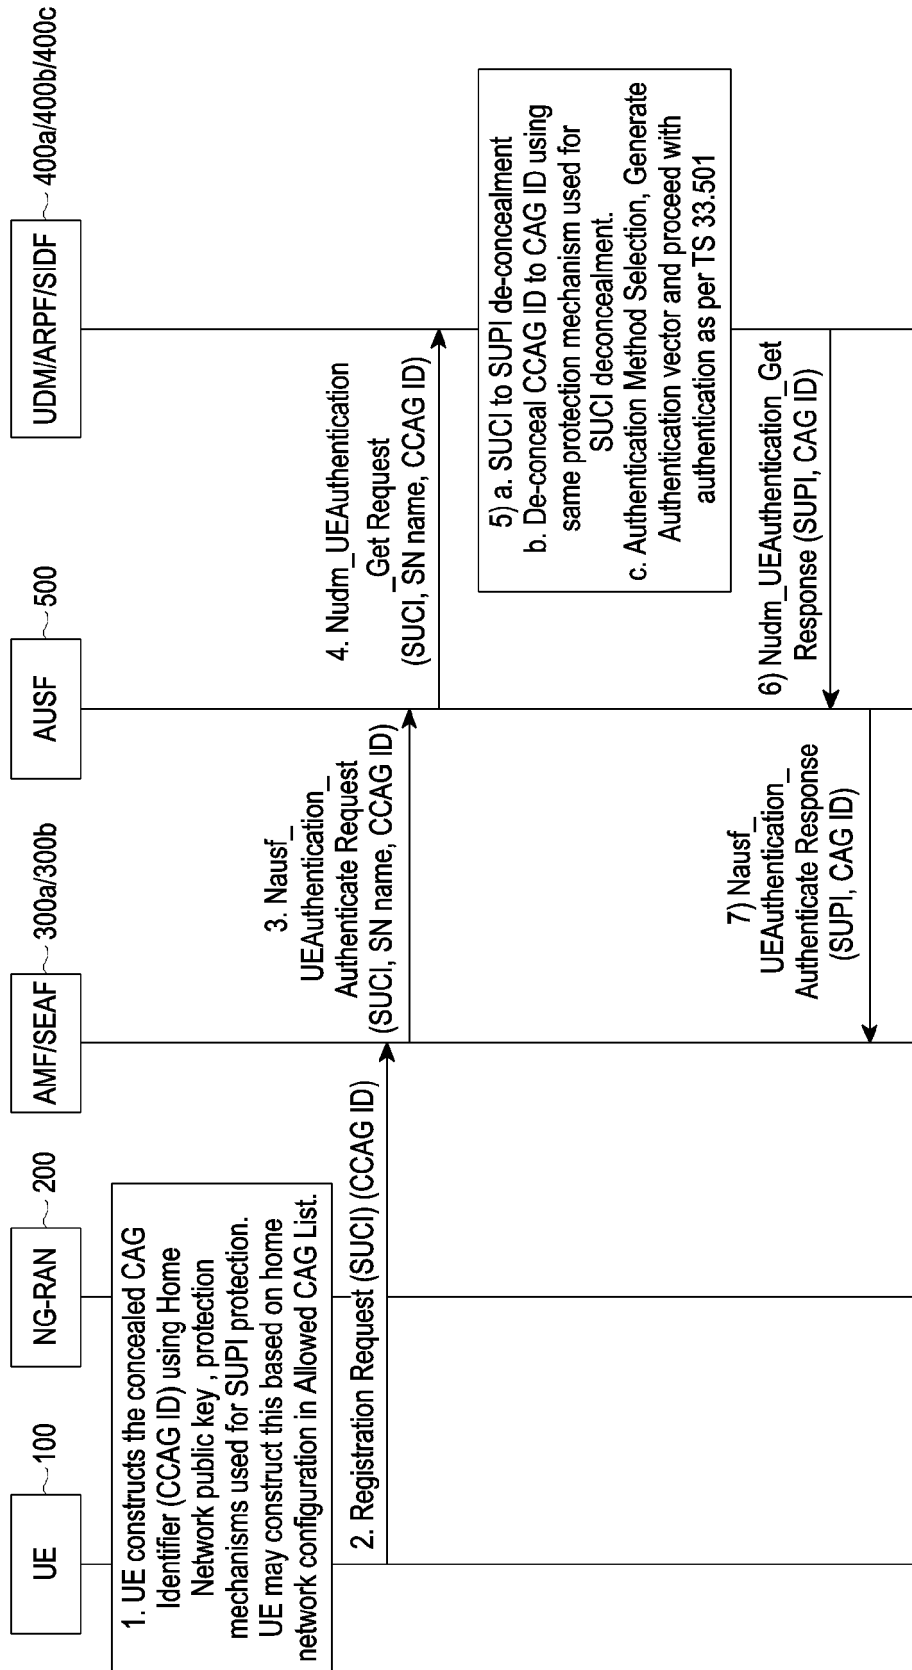 UE
100
NG-RAN
200
AMF/SEAF
300a/300b
AUSF
500
UDM/ARPF/SIDF
400a/400b/400c
1. UE constructs the concealed CAG
Identifier (CCAG ID) using Home
Network public key , protection
mechanisms used for SUPI protection.
UE may construct this based on home
network configuration in Allowed CAG List.
2. Registration Request (SUCI) (CCAG ID)
3. Nausf_
UEAuthentication_
Authenticate Request
(SUCI, SN name, CCAG ID)
4. Nudm_UEAuthentication
_Get Request
(SUCI, SN name, CCAG ID)
5) a. SUCI to SUPI de-concealment
b. De-conceal CCAG ID to CAG ID using
same protection mechanism used for
SUCI deconcealment.
c. Authentication Method Selection, Generate
Authentication vector and proceed with
authentication as per TS 33.501
6) Nudm_UEAuthentication_Get
Response (SUPI, CAG ID)
7) Nausf_
UEAuthentication_
Authenticate Response
(SUPI, CAG ID)